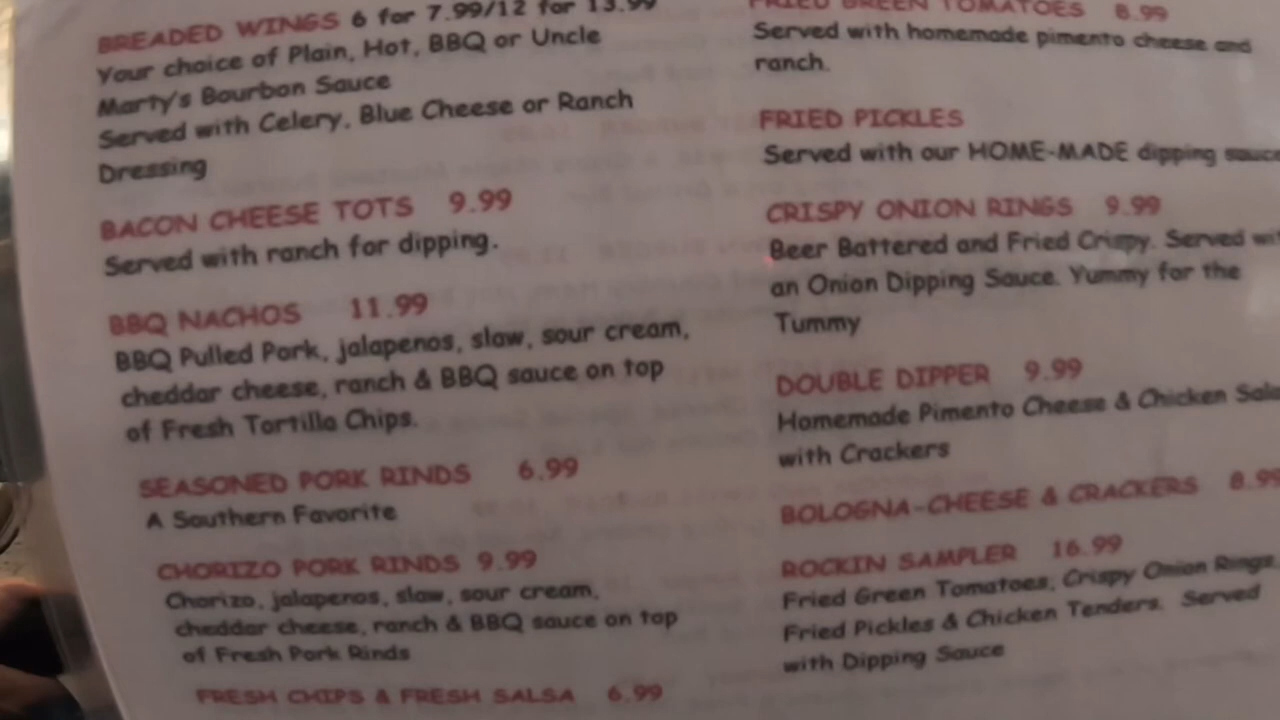 BREADED WINGS 6 for 7.99/12 for 13.99
Your choice of Plain, Hot, BBQ or Uncle
Marty's Bourbon Sauce
Served with Celery, Blue Cheese or Ranch
Dressing
BACON CHEESE TOTS 9.99
Served with ranch for dipping.
BBQ NACHOS 11.99
BBQ Pulled Pork, jalapenos, slaw, sour cream,
cheddar cheese, ranch & BBQ sauce on top
of Fresh Tortilla Chips.
SEASONED PORK RINDS 6.99
A Southern Favorite
CHORIZO PORK RINDS 9.99
Chorizo, jalapenos, slaw, sour cream,
cheddar cheese, ranch & BBQ sauce on top
of Fresh Pork Rinds
FRESH CHIPS & FRESH SALSA 6.99
FRIED GREEN TOMATOES 8.99
Served with homemade pimento cheese and
ranch.
FRIED PICKLES
Served with our HOME-MADE dipping sauce
CRISPY ONION RINGS 9.99
Beer Battered and Fried Crispy. Served wi
an Onion Dipping Sauce. Yummy for the
Tummy
DOUBLE DIPPER 9.99
Homemade Pimento Cheese & Chicken Sala
with Crackers
BOLOGNA-CHEESE & CRACKERS 8.99
ROCKIN SAMPLER 16.99
Fried Green Tomatoes, Crispy Onion Rings,
Fried Pickles & Chicken Tenders. Served
with Dipping Sauce